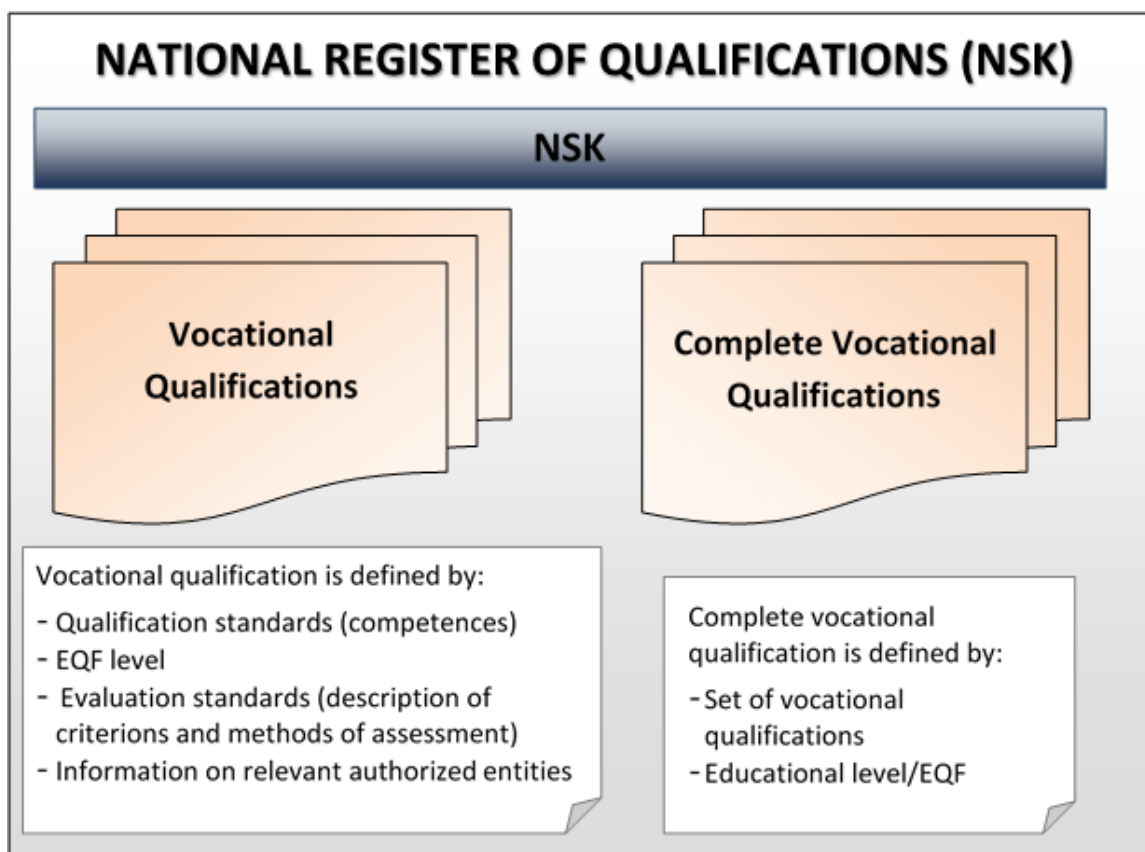 NATIONAL REGISTER OF QUALIFICATIONS (NSK)
NSK
Vocational
Qualifications
Complete Vocational
Qualifications
Vocational qualification is defined by:
- Qualification standards (competences)
- EQF level
- Evaluation standards (description of
criterions and methods of assessment)
- Information on relevant authorized entities
Complete vocational
qualification is defined by:
- Set of vocational
qualifications
- Educational level/EQF